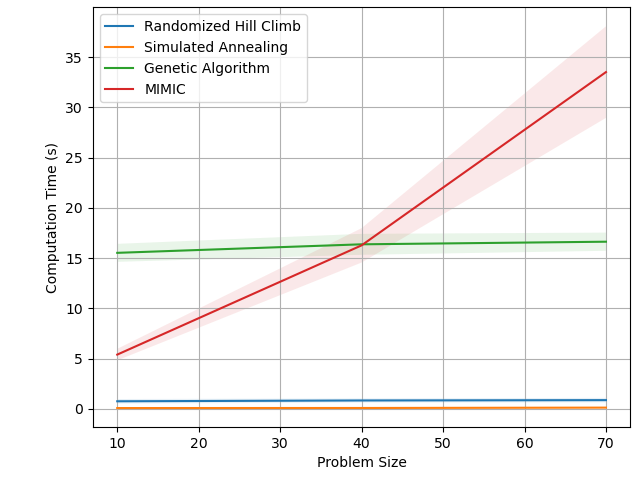 Randomized Hill Climb
Simulated Annealing
Genetic Algorithm
MIMIC
35
30
25
20
15
10
5
0
Computation Time (s)
10 20 30 40 50 60 70
Problem Size